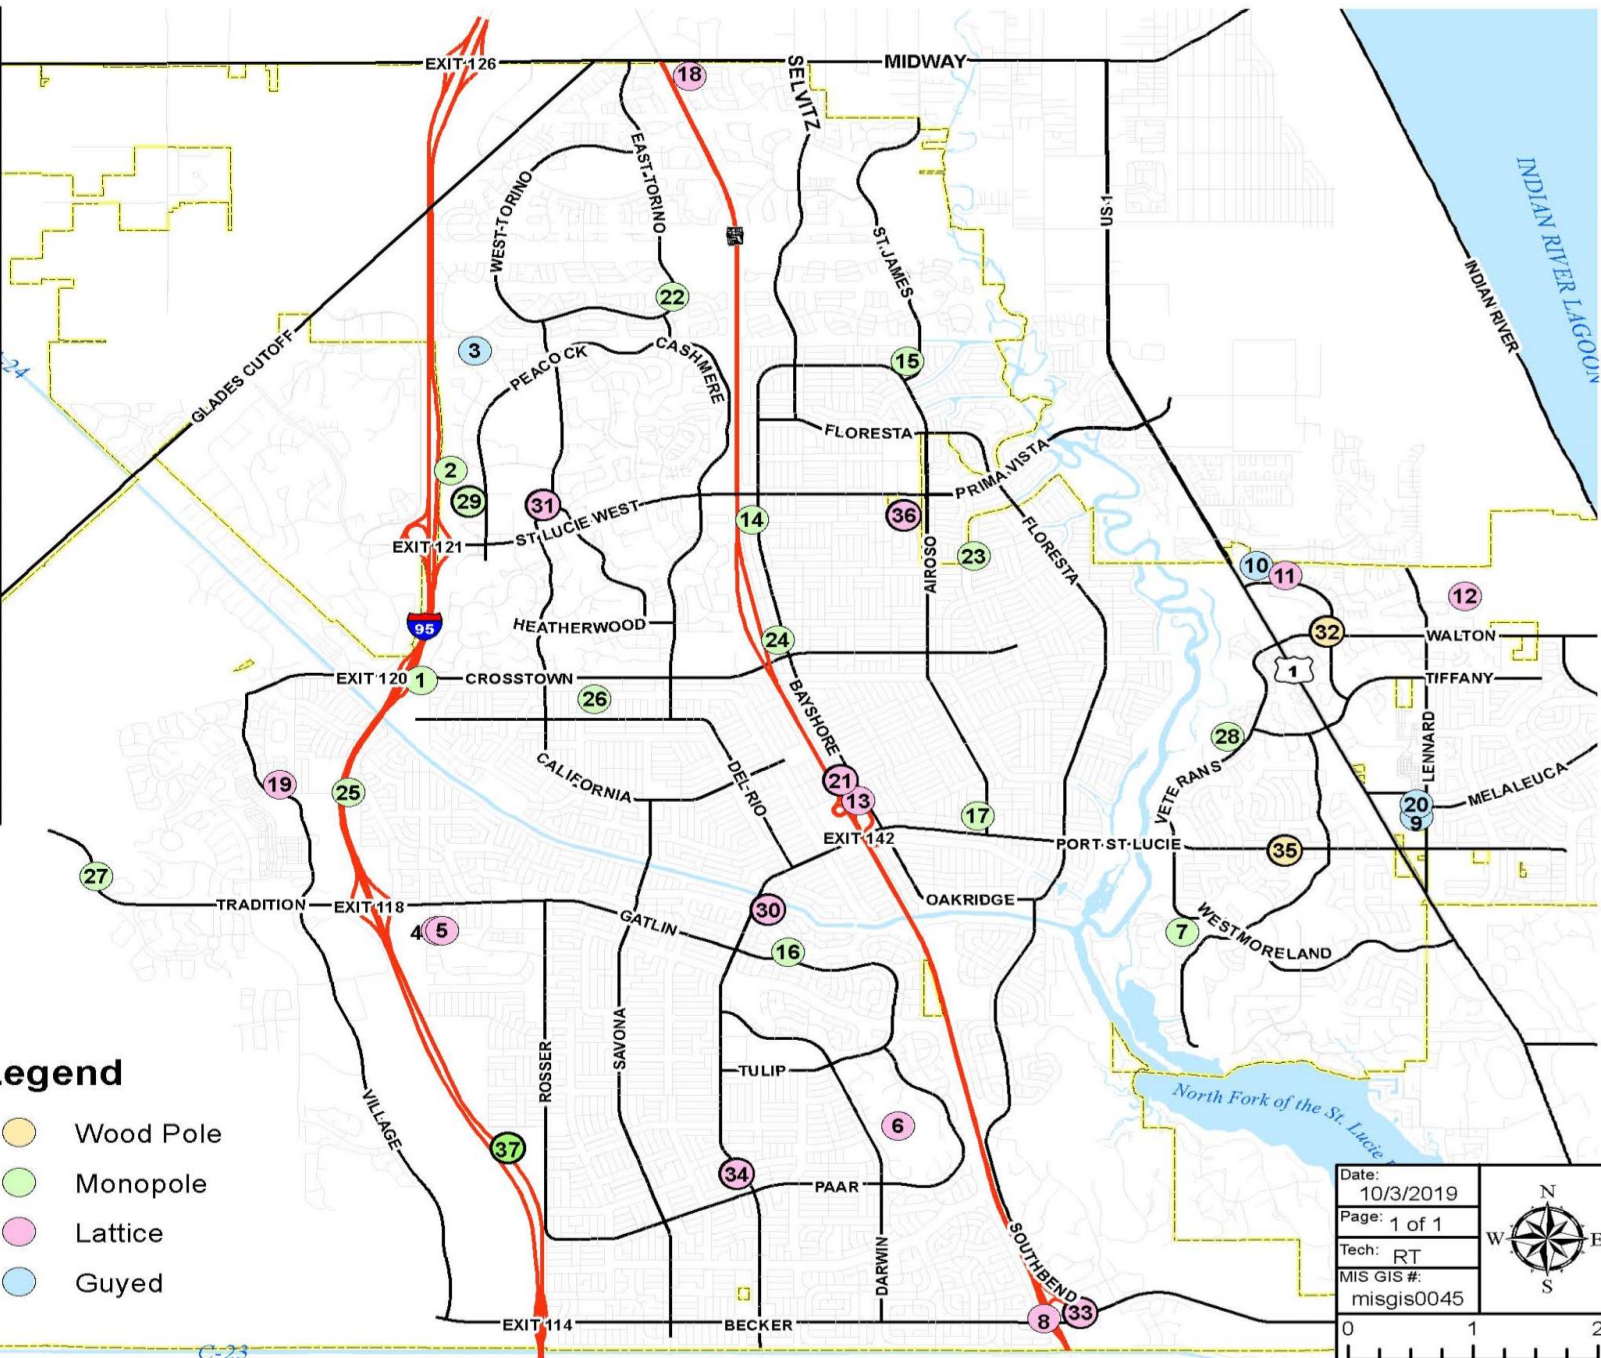 EXIT 126
MIDWAY
18
SELVITZ
EAST TORINO
WEST TORINO
US 1
ST. JAMES
INDIAN RIVER LAGOON
INDIAN RIVER
22
3
PEACOCK
CASHMERE
15
GLADES CUTOFF
-24
FLORESTA
PRIMA VISTA
2
29
31
ST LUCIE WEST
14
36
23
AIROSO
FLORESTA
EXIT 121
10
11
12
95
HEATHERWOOD
24
32
WALTON
EXIT 120
1
CROSSTOWN
26
1
TIFFANY
BAYSHORE
28
LENNARD
19
25
CALIFORNIA
DEL RIO
21
13
17
VETERANS
20
9
MELALEUCA
EXIT 142
PORT ST LUCIE
35
27
TRADITION
EXIT 118
4
5
GATLIN
30
OAKRIDGE
16
7
WESTMORELAND
ROSSER
SAVONA
TULIP
VILLAGE
6
North Fork of the St. Lucie
37
34
PAAR
DARWIN
SOUTHBEND
8
33
EXIT 114
BECKER
C-23
Legend
Wood Pole
Monopole
Lattice
Guyed
Date:
10/3/2019
Page: 1 of 1
Tech: RT
MIS GIS #:
misgis0045
N
W E
S
0 1 2